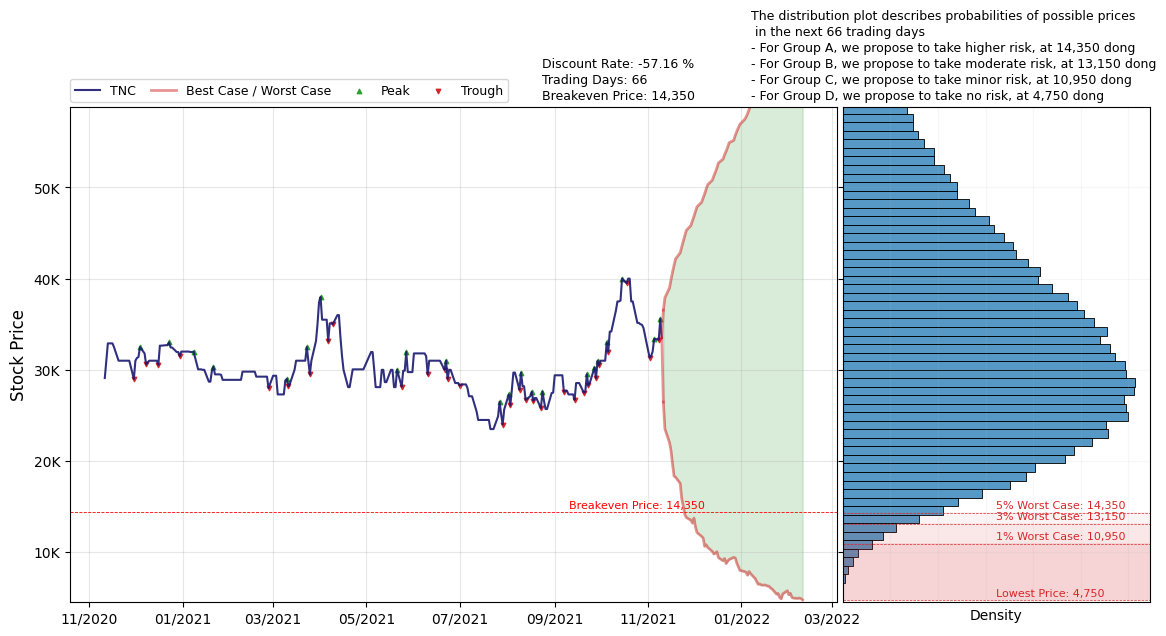 The distribution plot describes probabilities of possible prices
in the next 66 trading days
- For Group A, we propose to take higher risk, at 14,350 dong
- For Group B, we propose to take moderate risk, at 13,150 dong
- For Group C, we propose to take minor risk, at 10,950 dong
- For Group D, we propose to take no risk, at 4,750 dong
Discount Rate: -57.16 %
Trading Days: 66
Breakeven Price: 14,350
TNC
Best Case / Worst Case
Peak
Trough
Stock Price
50K
40K
30K
20K
10K
Breakeven Price: 14,350
11/2020
01/2021
03/2021
05/2021
07/2021
09/2021
11/2021
01/2022
03/2022
5% Worst Case: 14,350
3% Worst Case: 13,150
1% Worst Case: 10,950
Lowest Price: 4,750
Density